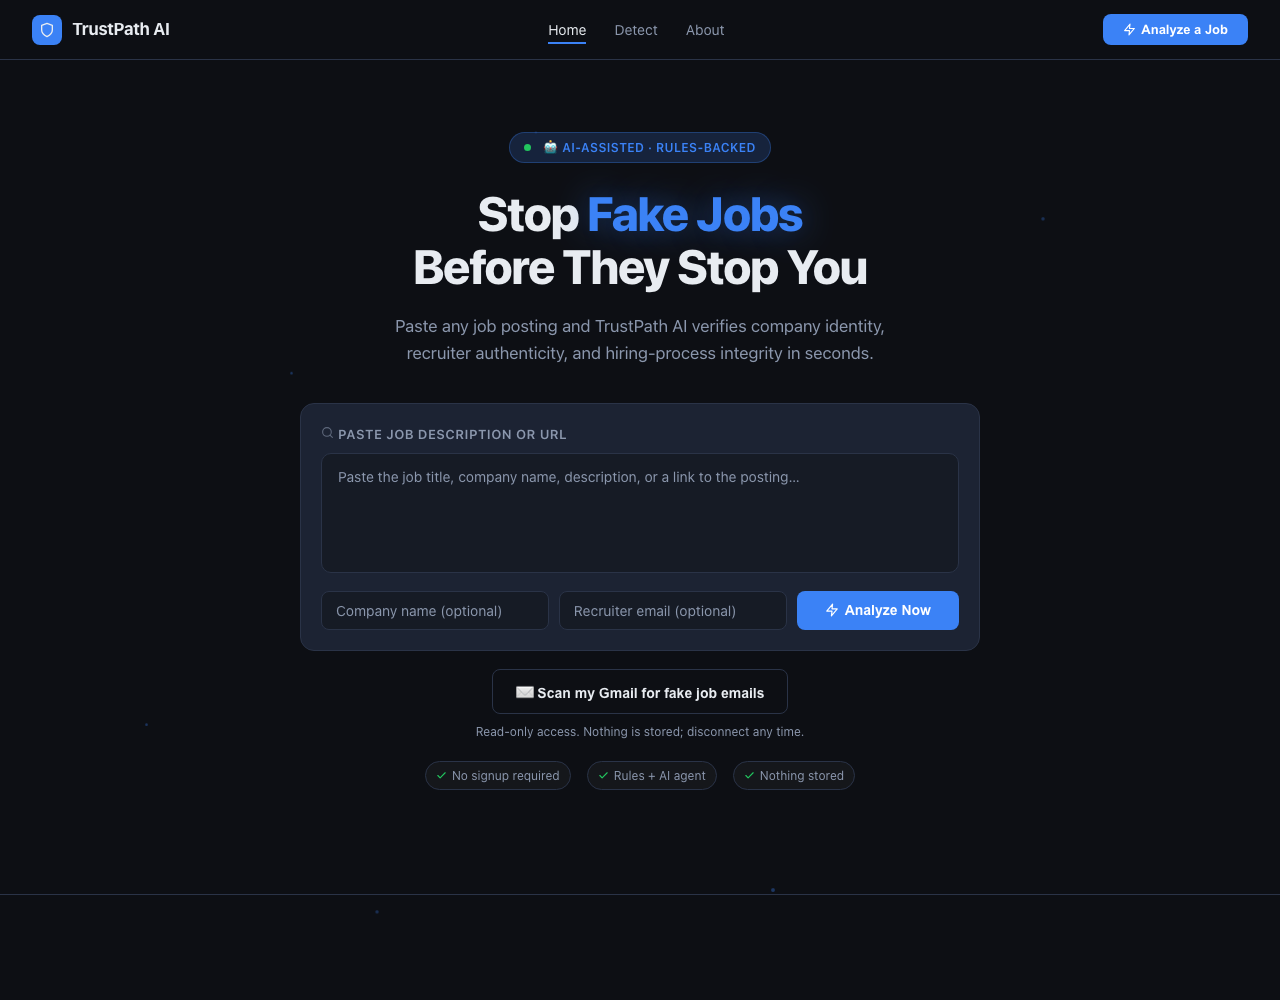 TrustPath AI
Home
Detect
About
Analyze a Job
AI-ASSISTED · RULES-BACKED
Stop Fake Jobs
Before They Stop You
Paste any job posting and TrustPath AI verifies company identity,
recruiter authenticity, and hiring-process integrity in seconds.
PASTE JOB DESCRIPTION OR URL
Paste the job title, company name, description, or a link to the posting...
Company name (optional)
Recruiter email (optional)
Analyze Now
Scan my Gmail for fake job emails
Read-only access. Nothing is stored; disconnect any time.
No signup required
Rules + AI agent
Nothing stored